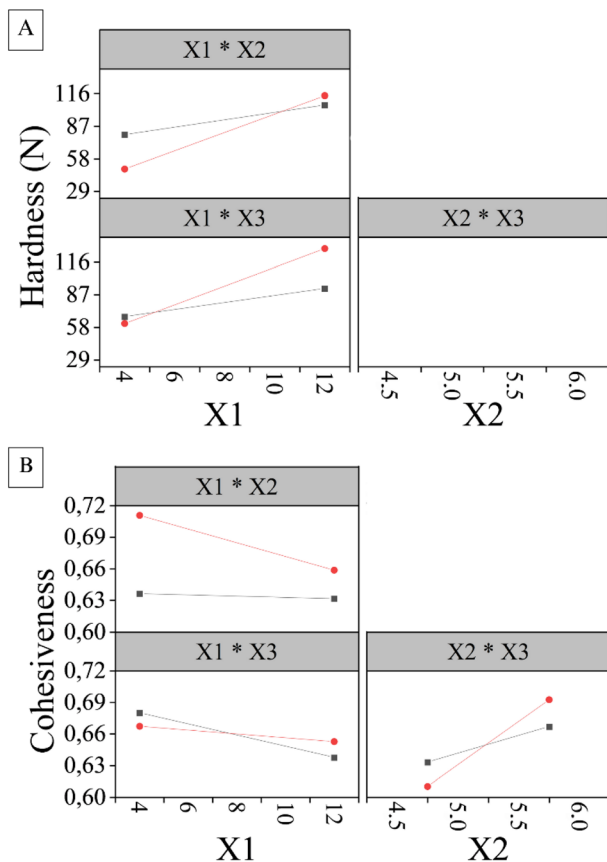 A
X1 * X2
116
87
58
29
Hardness (N)
X1 * X3
X2 * X3
116
87
58
29
4
6
8
10
12
4.5
5.0
5.5
6.0
X1
X2
B
X1 * X2
0,72
0,69
0,66
0,63
0,60
Cohesiveness
X1 * X3
X2 * X3
0,72
0,69
0,66
0,63
0,60
4
6
8
10
12
4.5
5.0
5.5
6.0
X1
X2